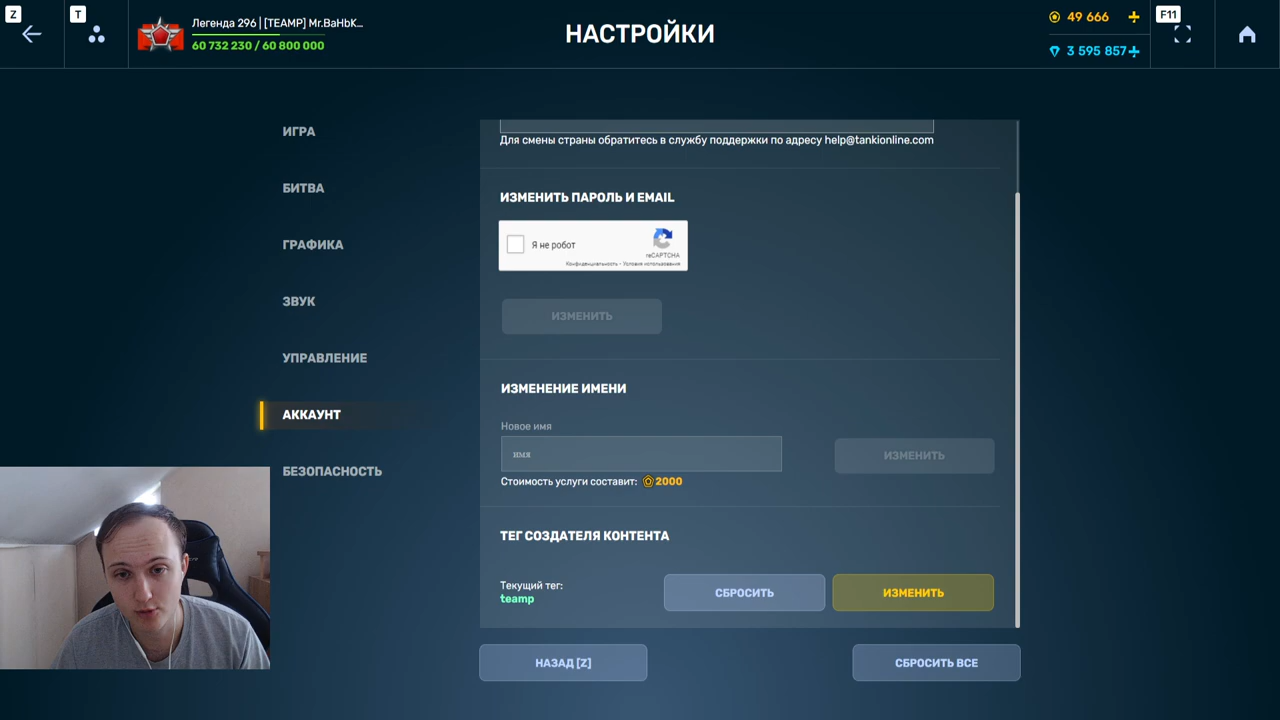 Z
T
Легенда 296 | [TEAMP] Mr.BaHbK...
60 732 230 / 60 800 000
НАСТРОЙКИ
49 666
3 595 857
F11
ИГРА
БИТВА
ГРАФИКА
ЗВУК
УПРАВЛЕНИЕ
АККАУНТ
БЕЗОПАСНОСТЬ
Для смены страны обратитесь в службу поддержки по адресу help@tankionline.com
ИЗМЕНИТЬ ПАРОЛЬ И EMAIL
Я не робот
reCAPTCHA
Конфиденциальность - Условия использования
ИЗМЕНИТЬ
ИЗМЕНЕНИЕ ИМЕНИ
Новое имя
имя
ИЗМЕНИТЬ
Стоимость услуги составит: 2000
ТЕГ СОЗДАТЕЛЯ КОНТЕНТА
Текущий тег:
teamp
СБРОСИТЬ
ИЗМЕНИТЬ
НАЗАД [Z]
СБРОСИТЬ ВСЕ